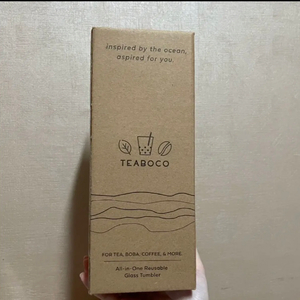 inspired by the ocean,
aspired for you.
TEABOCO
FOR TEA, BOBA, COFFEE, & MORE
All-in-One Reusable
Glass Tumbler